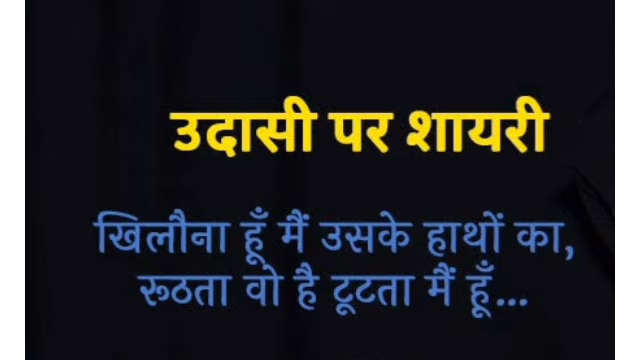 उदासी पर शायरी
खिलौना हूँ मैं उसके हाथों का,
रूठता वो है टूटता मैं हूँ...